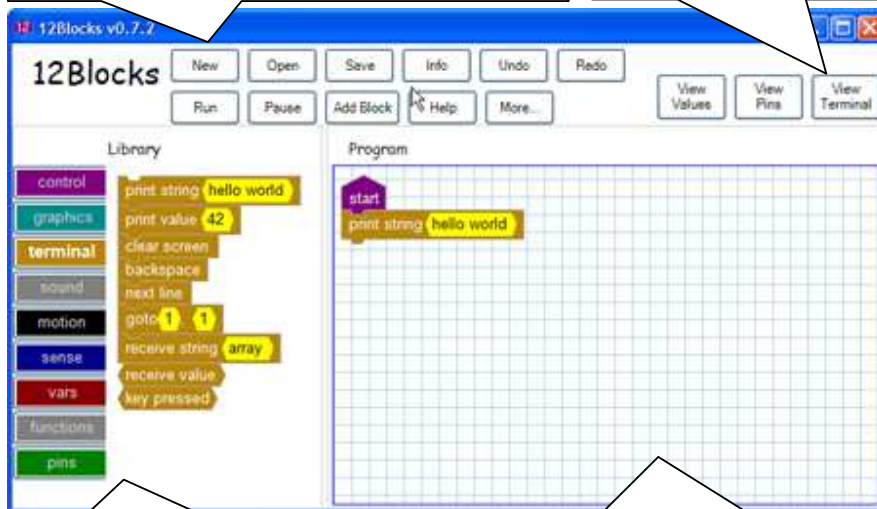 12Blocks v0.7.2
12Blocks
New Open Save Info Undo Redo
Run Pause Add Block Help More...
View Values View Pins View Terminal
Library
Program
control
graphics
terminal
sound
motion
sense
vars
functions
pins
print string hello world
print value 42
clear screen
backspace
next line
goto 1 , 1
receive string array
receive value
key pressed
start
print string hello world